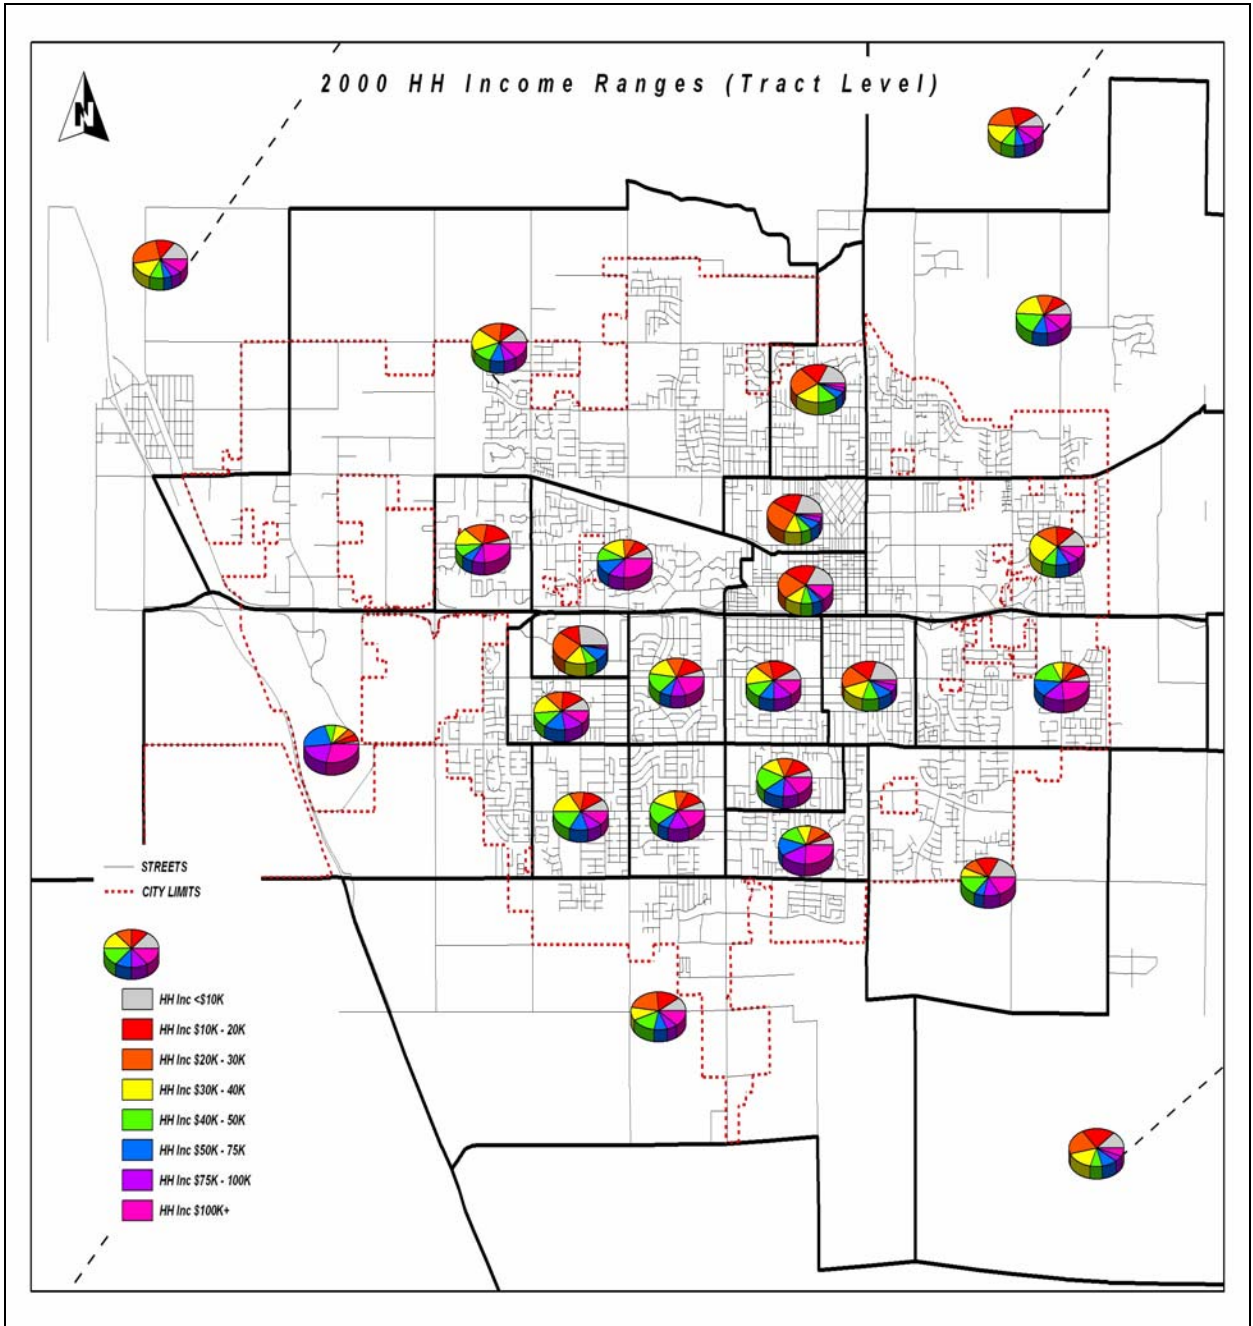 2000 HH Income Ranges (Tract Level)
N
STREETS
CITY LIMITS
HH Inc <$10K
HH Inc $10K - 20K
HH Inc $20K - 30K
HH Inc $30K - 40K
HH Inc $40K - 50K
HH Inc $50K - 75K
HH Inc $75K - 100K
HH Inc $100K+